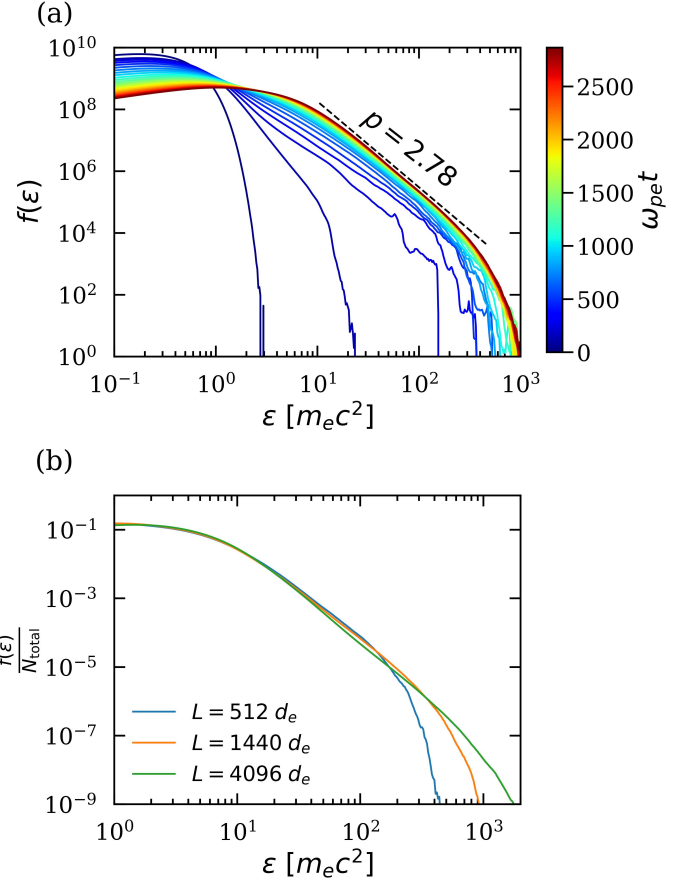 (a)
10^10
10^8
10^6
10^4
10^2
10^0
f(ε)
p = 2.78
10^−1
10^0
10^1
10^2
10^3
ε [m_e c^2]
2500
2000
1500
1000
500
0
ω_pe t
(b)
10^−1
10^−3
10^−5
10^−7
10^−9
f(ε)
N_total
L = 512 d_e
L = 1440 d_e
L = 4096 d_e
10^0
10^1
10^2
10^3
ε [m_e c^2]